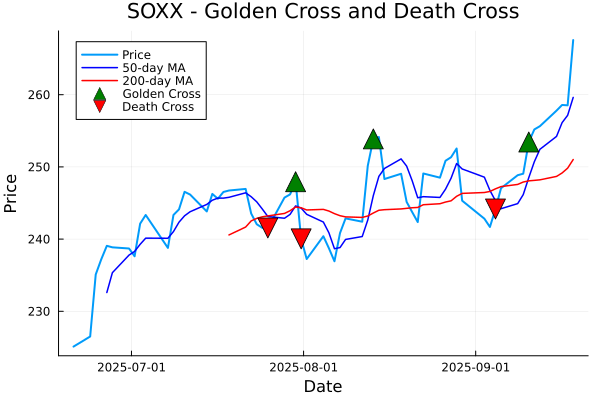 SOXX - Golden Cross and Death Cross
Price
50-day MA
200-day MA
Golden Cross
Death Cross
Price
260
250
240
230
2025-07-01
2025-08-01
2025-09-01
Date